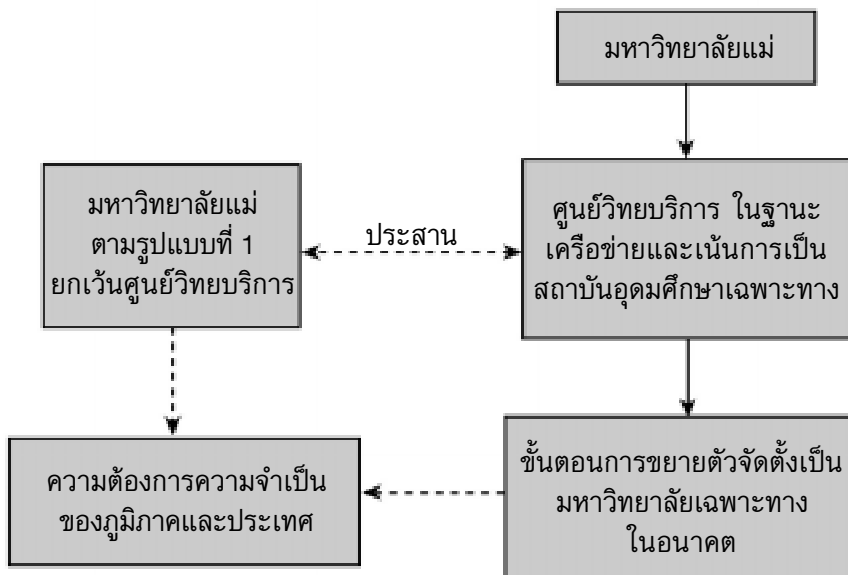 มหาวิทยาลัยแม่
มหาวิทยาลัยแม่
ตามรูปแบบที่ 1
ยกเว้นศูนย์วิทยบริการ
ประสาน
ศูนย์วิทยบริการ ในฐานะ
เครือข่ายและเน้นการเป็น
สถาบันอุดมศึกษาเฉพาะทาง
ความต้องการความจำเป็น
ของภูมิภาคและประเทศ
ขั้นตอนการขยายตัวจัดตั้งเป็น
มหาวิทยาลัยเฉพาะทาง
ในอนาคต